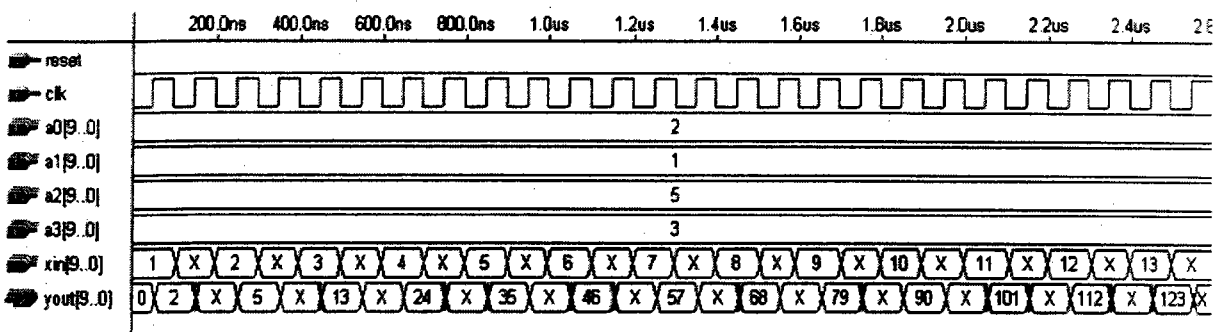 200.0ns 400.0ns 600.0ns 800.0ns 1.0us 1.2us 1.4us 1.6us 1.8us 2.0us 2.2us 2.4us
reset
clk
a0[9..0] 2
a1[9..0] 1
a2[9..0] 5
a3[9..0] 3
xin[9..0] 1 X 2 X 3 X 4 X 5 X 6 X 7 X 8 X 9 X 10 X 11 X 12 X 13 X
yout[9..0] 0 2 X 5 X 13 X 24 X 35 X 46 X 57 X 68 X 79 X 90 X 101 X 112 X 123 X